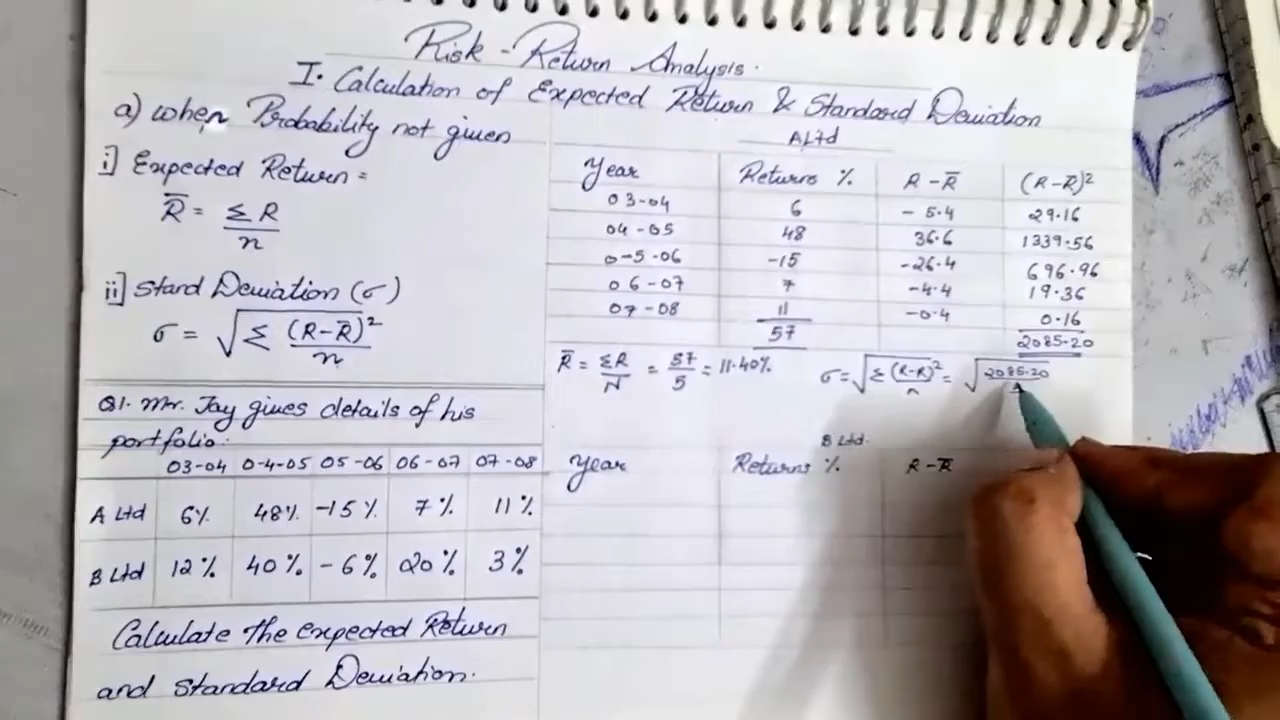 Risk - Return Analysis.
I. Calculation of Expected Return & Standard Deviation
a) when Probability not given
i] Expected Return =
R̅ = ΣR
n
ii] Stard Deviation (σ)
σ = √Σ (R-R̅)²
n
Q1. Mr. Jay gives details of his
portfolio:
03-04 0-4-05 05-06 06-07 07-08
A Ltd 6% 48% -15% 7% 11%
B Ltd 12% 40% -6% 20% 3%
Calculate the expected Return
and Standard Deviation.
A Ltd
Year Returns % R-R̅ (R-R̅)²
03-04 6 -5.4 29.16
04-05 48 36.6 1339.56
0-5-06 -15 -26.4 696.96
06-07 7 -4.4 19.36
07-08 11 -0.4 0.16
57 2085.20
R̅ = ΣR = 57 = 11.40%
N 5
σ = √Σ (R-R̅)² = √2085.20
n
B Ltd.
Year Returns % R-R̅